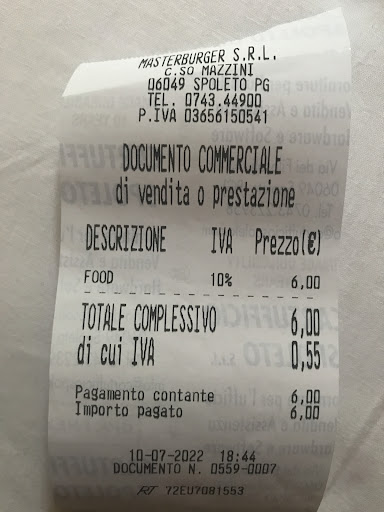 MASTERBURGER S.R.L.
C.SO MAZZINI
06049 SPOLETO PG
TEL. 0743.44900
P.IVA 03656150541
DOCUMENTO COMMERCIALE
di vendita o prestazione
DESCRIZIONE IVA Prezzo(€)
FOOD 10% 6,00
TOTALE COMPLESSIVO 6,00
di cui IVA 0,55
Pagamento contante 6,00
Importo pagato 6,00
10-07-2022 18:44
DOCUMENTO N. 0559-0007
RT 72EU7081553